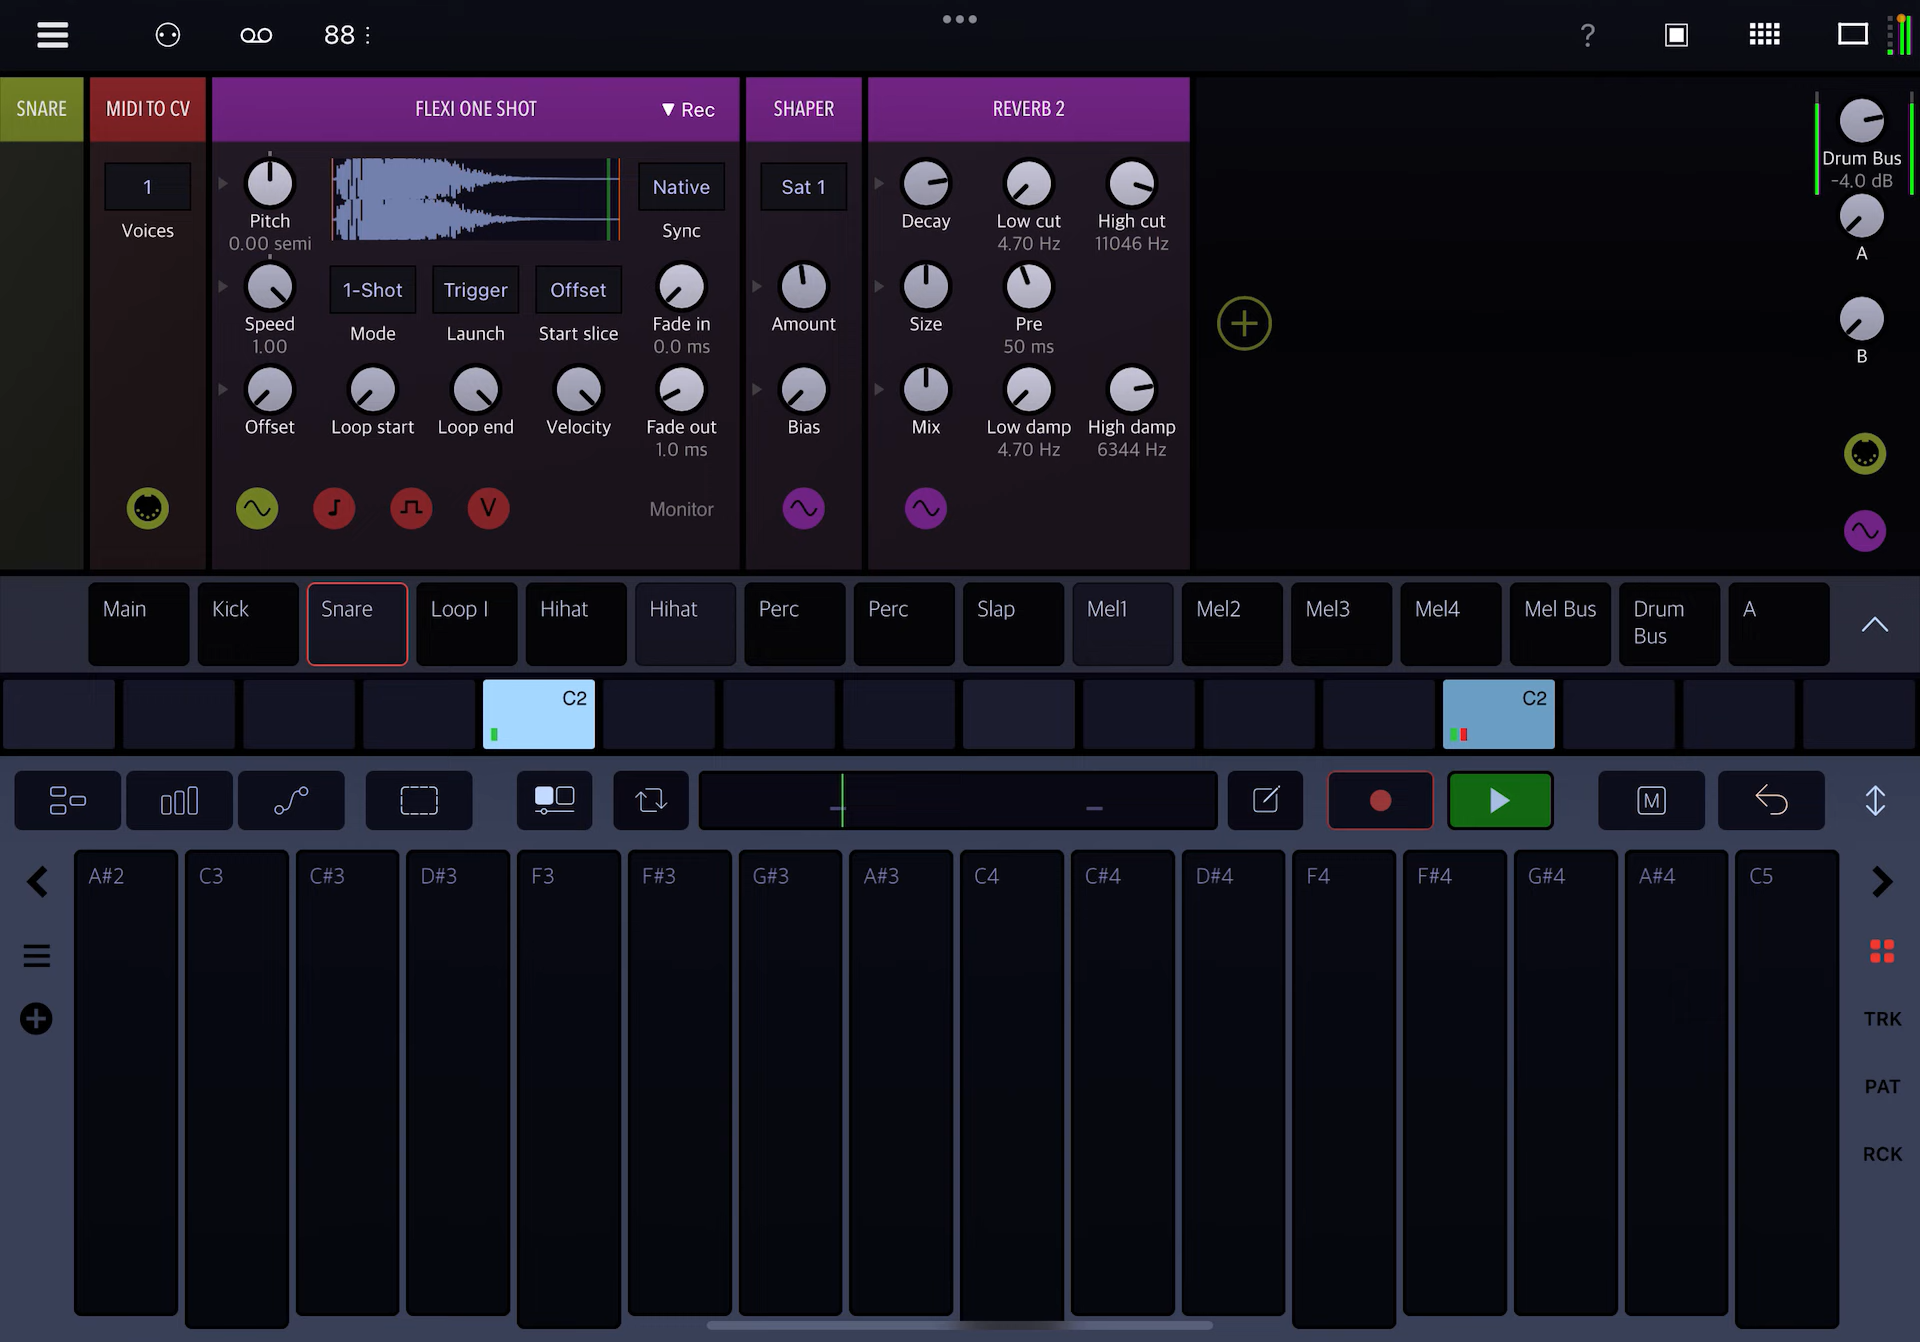 88
?
SNARE
MIDI TO CV
FLEXI ONE SHOT
▼ Rec
SHAPER
REVERB 2
1
Voices
Pitch
0.00 semi
Native
Sync
Sat 1
Decay
Low cut
4.70 Hz
High cut
11046 Hz
Drum Bus
-4.0 dB
A
Speed
1.00
1-Shot
Mode
Trigger
Launch
Offset
Start slice
Fade in
0.0 ms
Amount
Size
Pre
50 ms
B
Offset
Loop start
Loop end
Velocity
Fade out
1.0 ms
Bias
Mix
Low damp
4.70 Hz
High damp
6344 Hz
V
Monitor
Main
Kick
Snare
Loop I
Hihat
Hihat
Perc
Perc
Slap
Mel1
Mel2
Mel3
Mel4
Mel Bus
Drum
Bus
A
C2
C2
M
A#2
C3
C#3
D#3
F3
F#3
G#3
A#3
C4
C#4
D#4
F4
F#4
G#4
A#4
C5
TRK
PAT
RCK